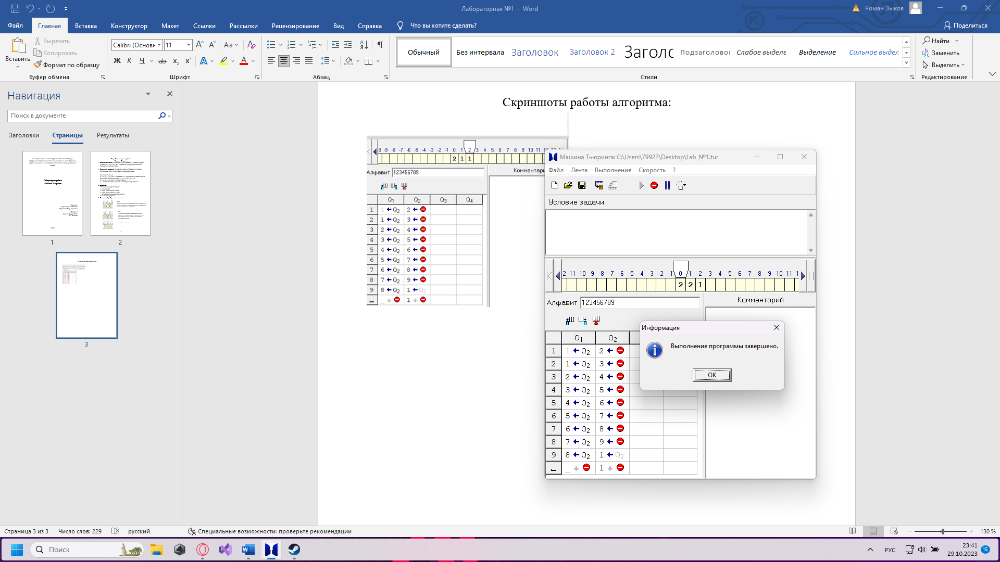 Лабораторная №1 - Word
Роман Зыков
Файл Главная Вставка Конструктор Макет Ссылки Рассылки Рецензирование Вид Справка Что вы хотите сделать? Поделиться
Вставить
Вырезать
Копировать
Формат по образцу
Буфер обмена
Calibri (Основн 11
Ж К Ч
Шрифт
Абзац
Обычный Без интервала Заголовок Заголовок 2 Заголо Подзаголовок Слабое выделе Выделение Сильное выдел
Стили
Найти
Заменить
Выделить
Редактирование
Навигация
Поиск в документе
Заголовки Страницы Результаты
1 2
3
Скриншоты работы алгоритма:
0 -9 -8 -7 -6 -5 -4 -3 -2 -1 0 1 2 3 4 5 6 7 8 9 10 11
2 1 1
Алфавит 123456789
Комментари
Q1 Q2 Q3 Q4
1 1 Q2 2
2 1 Q2 3
3 2 Q2 4
4 3 Q2 5
5 4 Q2 6
6 5 Q2 7
7 6 Q2 8
8 7 Q2 9
9 8 Q2 1 Q2
_ 1
Машина Тьюринга: C:\Users\79922\Desktop\Lab_№1.tur
Файл Лента Выполнение Скорость ?
Условие задачи:
2 -11 -10 -9 -8 -7 -6 -5 -4 -3 -2 -1 0 1 2 3 4 5 6 7 8 9 10 11 1
2 2 1
Алфавит 123456789
Комментарий
Q1 Q2
1 1 Q2 2
2 1 Q2 3
3 2 Q2 4
4 3 Q2 5
5 4 Q2 6
6 5 Q2 7
7 6 Q2 8
8 7 Q2 9
9 8 Q2 1 Q2
_ 1
Информация
Выполнение программы завершено.
OK
Страница 3 из 3 Число слов: 229 русский Специальные возможности: проверьте рекомендации 130 %
Поиск
РУС
23:41
29.10.2023
15